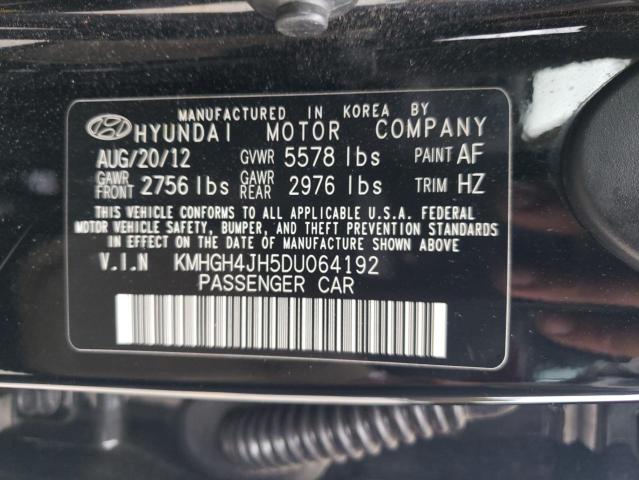 MANUFACTURED IN KOREA BY
HYUNDAI MOTOR COMPANY
AUG/20/12 GVWR 5578 lbs PAINT AF
GAWR FRONT 2756 lbs GAWR REAR 2976 lbs TRIM HZ
THIS VEHICLE CONFORMS TO ALL APPLICABLE U.S.A. FEDERAL
MOTOR VEHICLE SAFETY, BUMPER, AND THEFT PREVENTION STANDARDS
IN EFFECT ON THE DATE OF MANUFACTURE SHOWN ABOVE
V.I.N KMHGH4JH5DU064192
PASSENGER CAR